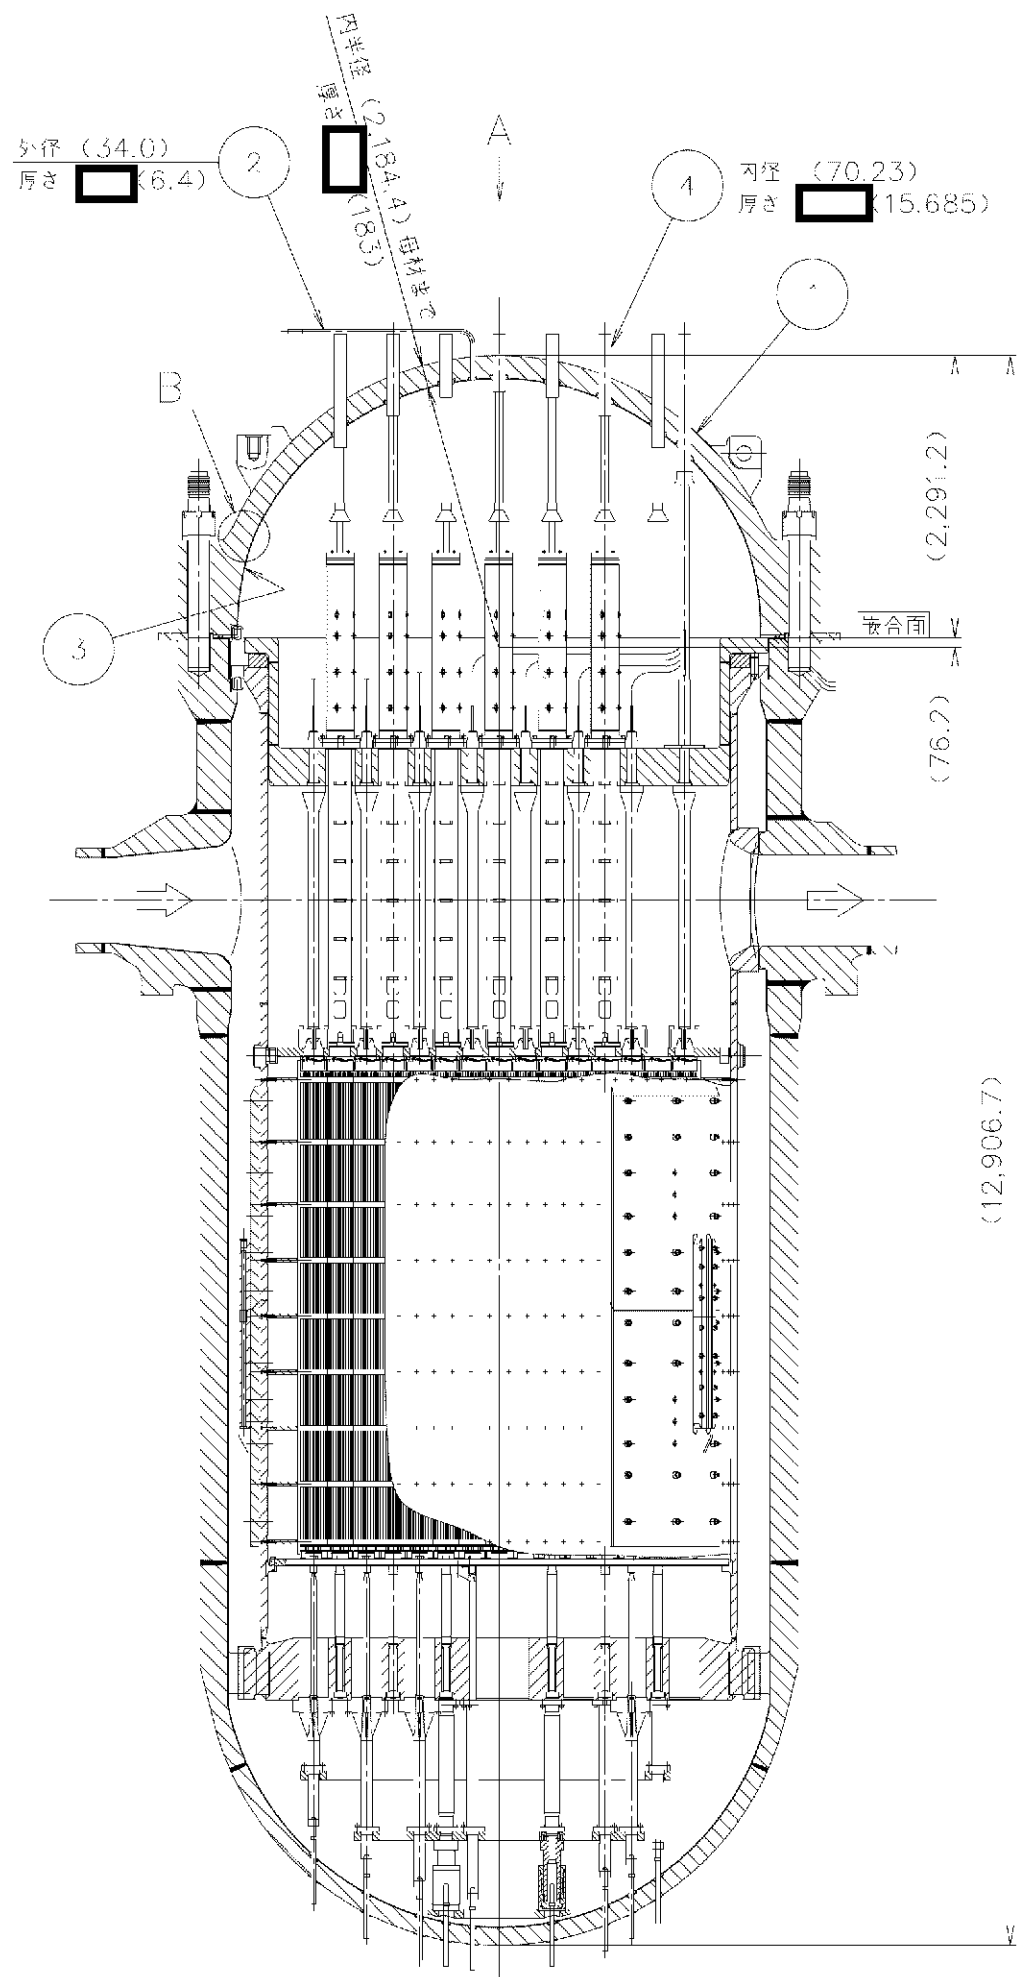 内半径 (2,184.4) 母材まで
厚さ (183)
外径 (34.0)
厚さ (6.4)
2
A
4
内径 (70.23)
厚さ (15.685)
1
B
(2,291.2)
3
嵌合面
(76.2)
(12,906.7)